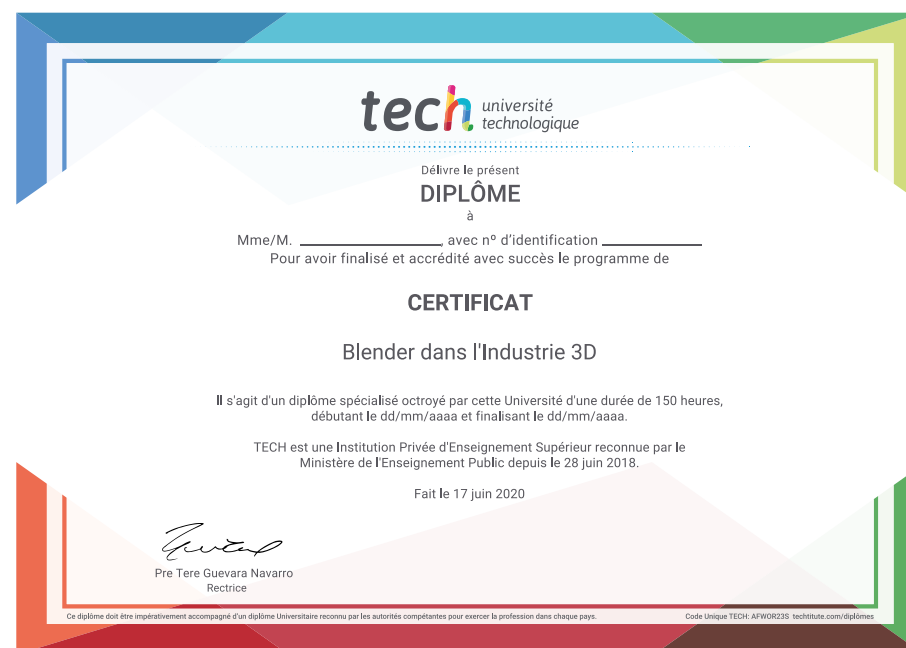 tech université
technologique
Délivre le présent
DIPLÔME
à
Mme/M. ____________________, avec nº d'identification ______________
Pour avoir finalisé et accrédité avec succès le programme de
CERTIFICAT
Blender dans l'Industrie 3D
Il s'agit d'un diplôme spécialisé octroyé par cette Université d'une durée de 150 heures,
débutant le dd/mm/aaaa et finalisant le dd/mm/aaaa.
TECH est une Institution Privée d'Enseignement Supérieur reconnue par le
Ministère de l'Enseignement Public depuis le 28 juin 2018.
Fait le 17 juin 2020
Pre Tere Guevara Navarro
Rectrice
Ce diplôme doit être impérativement accompagné d'un diplôme Universitaire reconnu par les autorités compétantes pour exercer la profession dans chaque pays.
Code Unique TECH: AFWOR23S techtitute.com/diplômes